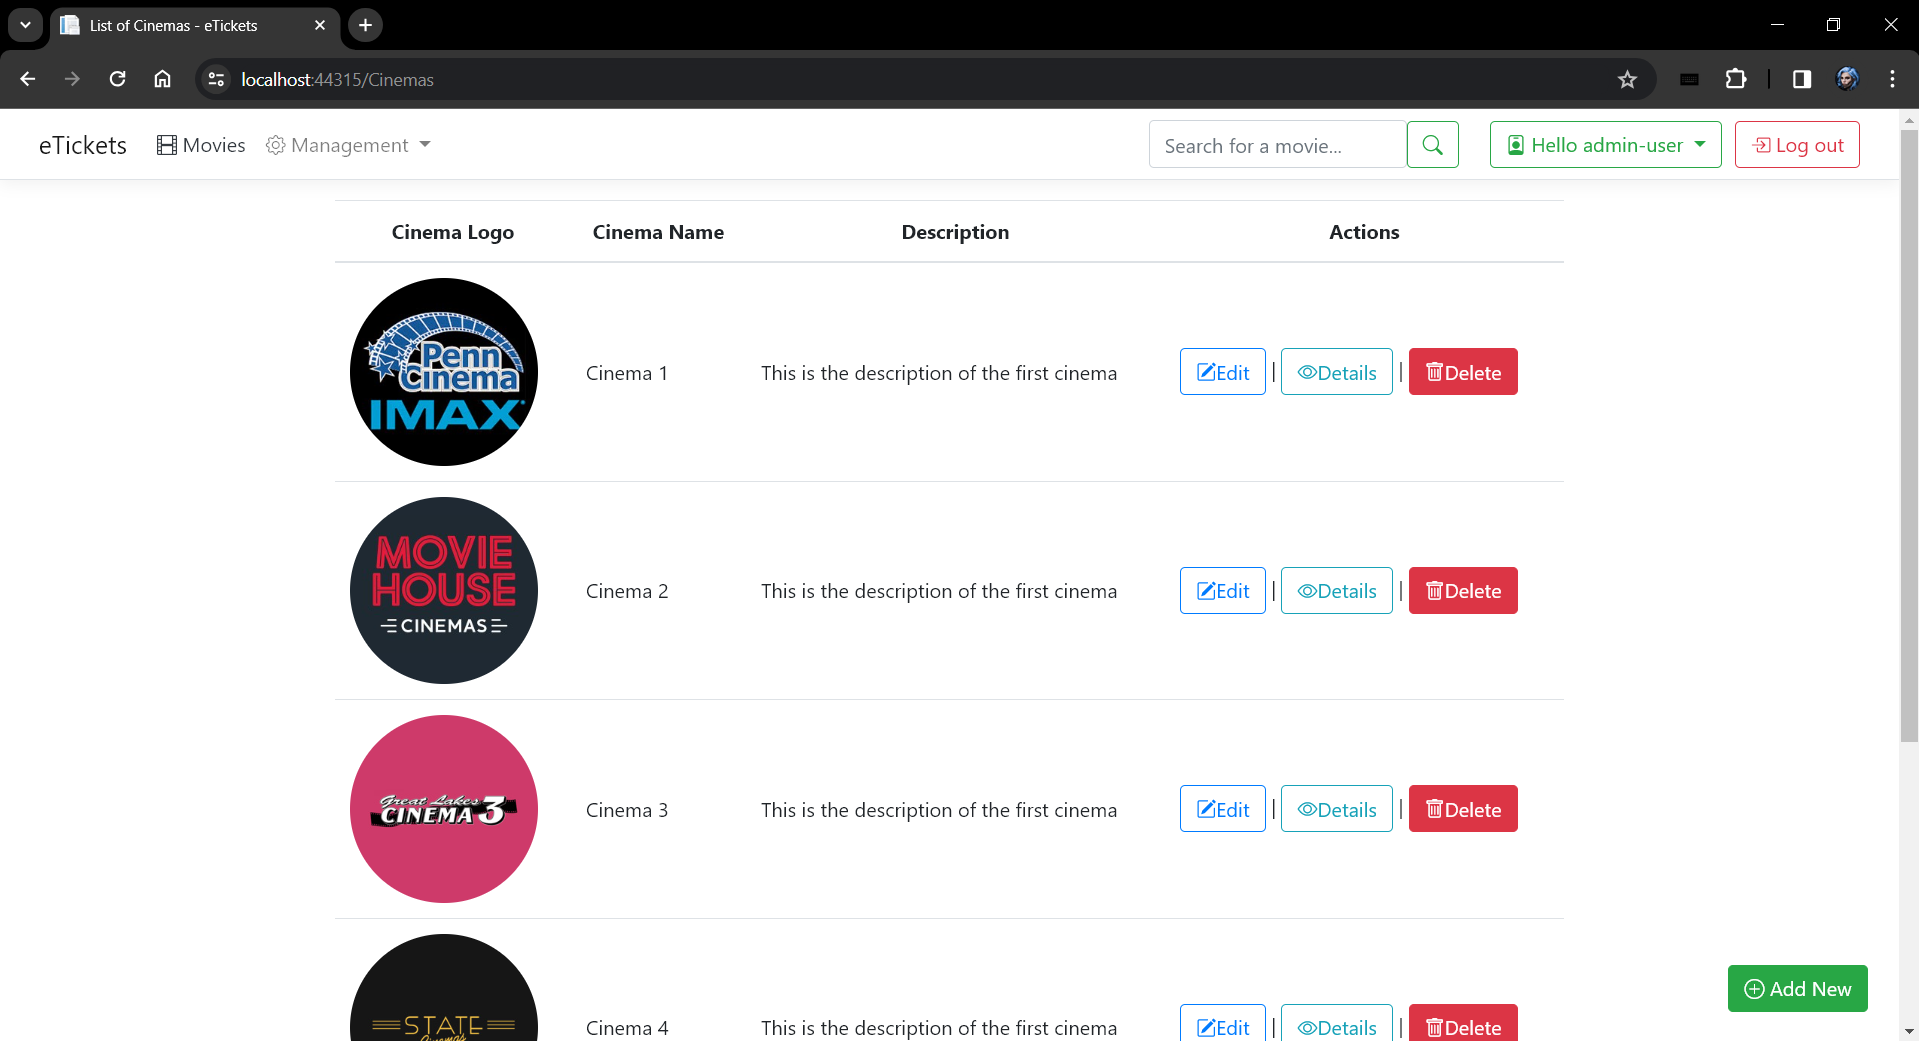 List of Cinemas - eTickets
localhost:44315/Cinemas
eTickets Movies Management Search for a movie... Hello admin-user Log out
Cinema Logo Cinema Name Description Actions
Penn
Cinema
IMAX
Cinema 1 This is the description of the first cinema Edit | Details | Delete
MOVIE
HOUSE
CINEMAS
Cinema 2 This is the description of the first cinema Edit | Details | Delete
Great Lakes
CINEMA 3
Cinema 3 This is the description of the first cinema Edit | Details | Delete
Add New
STATE
Cinemas
Cinema 4 This is the description of the first cinema Edit | Details | Delete